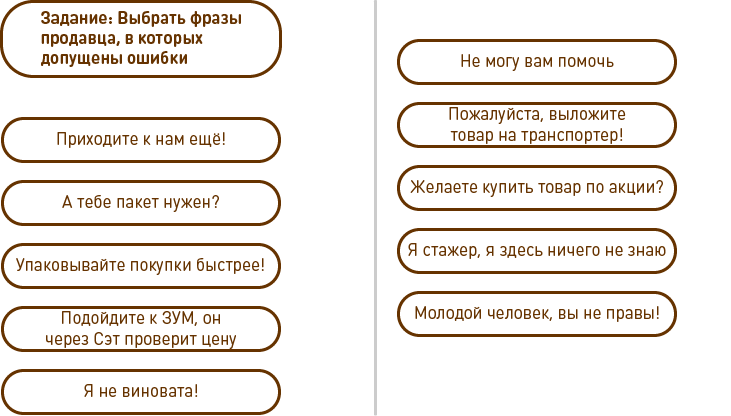 Задание: Выбрать фразы
продавца, в которых
допущены ошибки
Приходите к нам ещё!
А тебе пакет нужен?
Упаковывайте покупки быстрее!
Подойдите к ЗУМ, он
через Сэт проверит цену
Я не виновата!
Не могу вам помочь
Пожалуйста, выложите
товар на транспортер!
Желаете купить товар по акции?
Я стажер, я здесь ничего не знаю
Молодой человек, вы не правы!